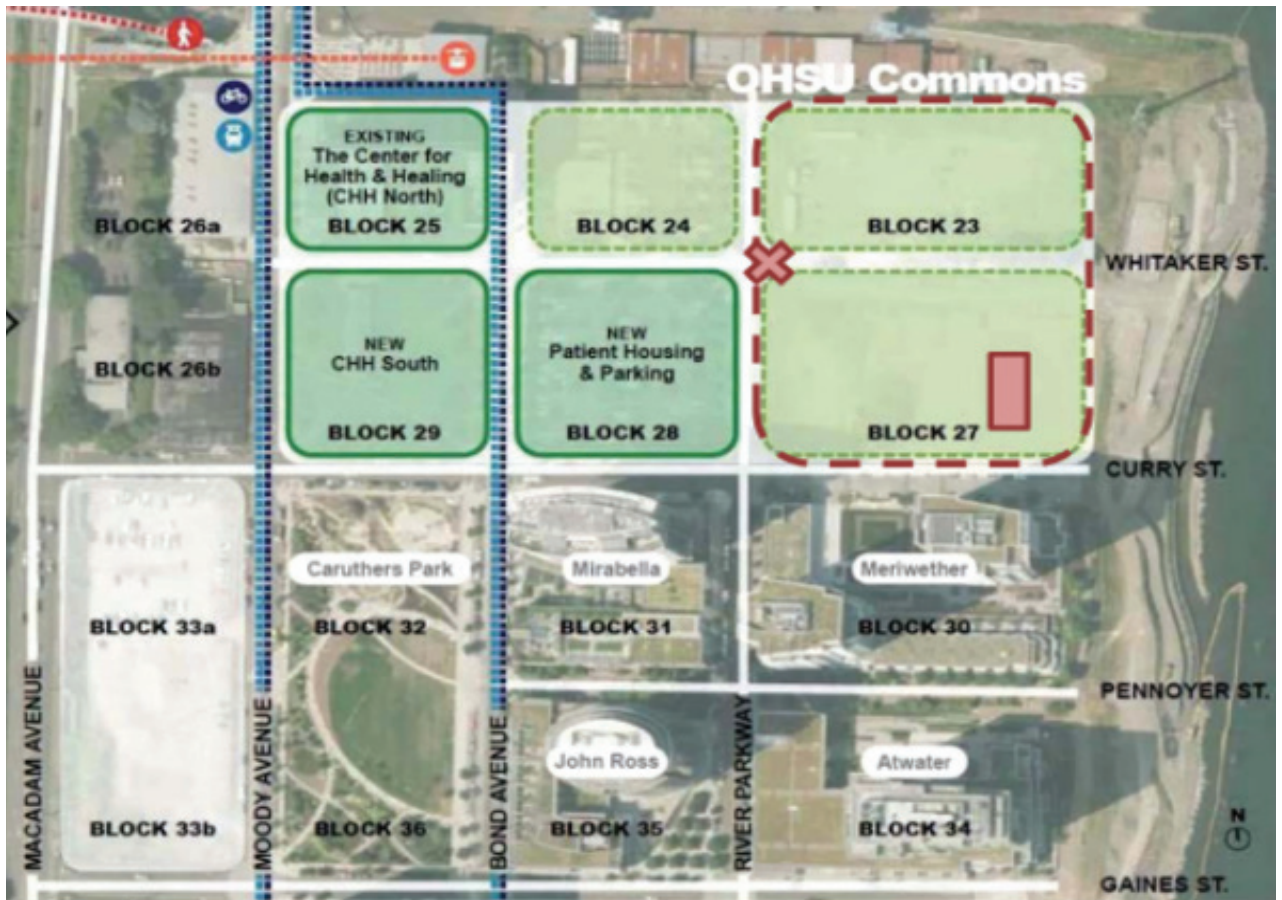 OHSU Commons
EXISTING
The Center for
Health & Healing
(CHH North)
BLOCK 25
BLOCK 24
BLOCK 23
BLOCK 26a
WHITAKER ST.
NEW
CHH South
BLOCK 29
NEW
Patient Housing
& Parking
BLOCK 28
BLOCK 27
BLOCK 26b
CURRY ST.
Caruthers Park
BLOCK 32
Mirabella
BLOCK 31
Meriwether
BLOCK 30
BLOCK 33a
PENNOYER ST.
MACADAM AVENUE
MOODY AVENUE
BOND AVENUE
RIVER PARKWAY
John Ross
Atwater
BLOCK 33b
BLOCK 36
BLOCK 35
BLOCK 34
N
GAINES ST.